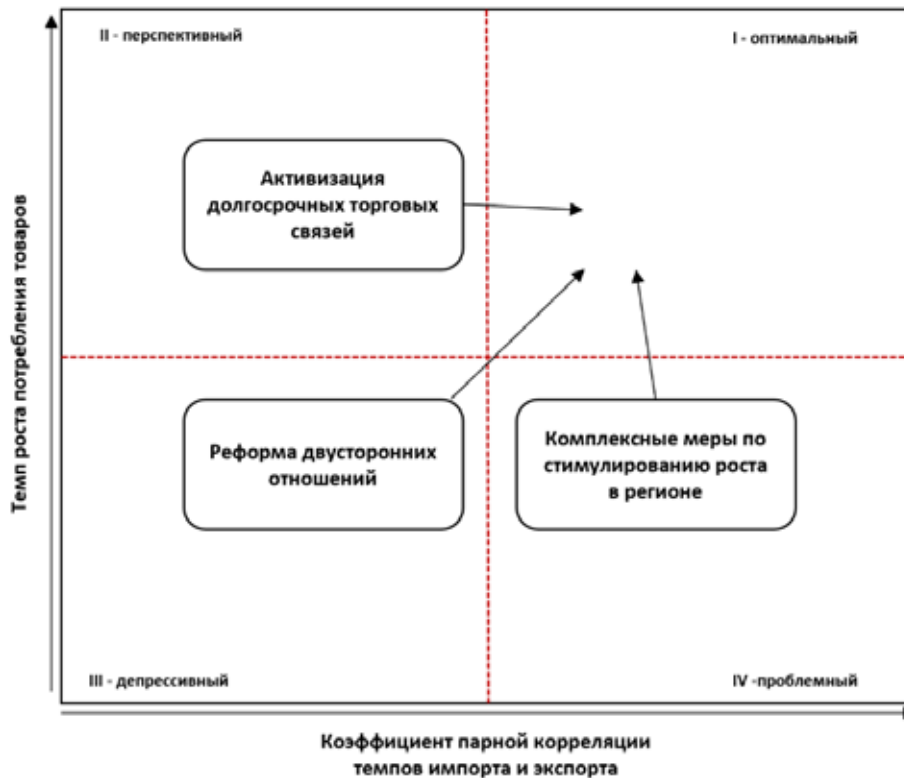 II - перспективный
I - оптимальный
Активизация
долгосрочных торговых
связей
Темп роста потребления товаров
Реформа двусторонних
отношений
Комплексные меры по
стимулированию роста
в регионе
III - депрессивный
IV -проблемный
Коэффициент парной корреляции
темпов импорта и экспорта